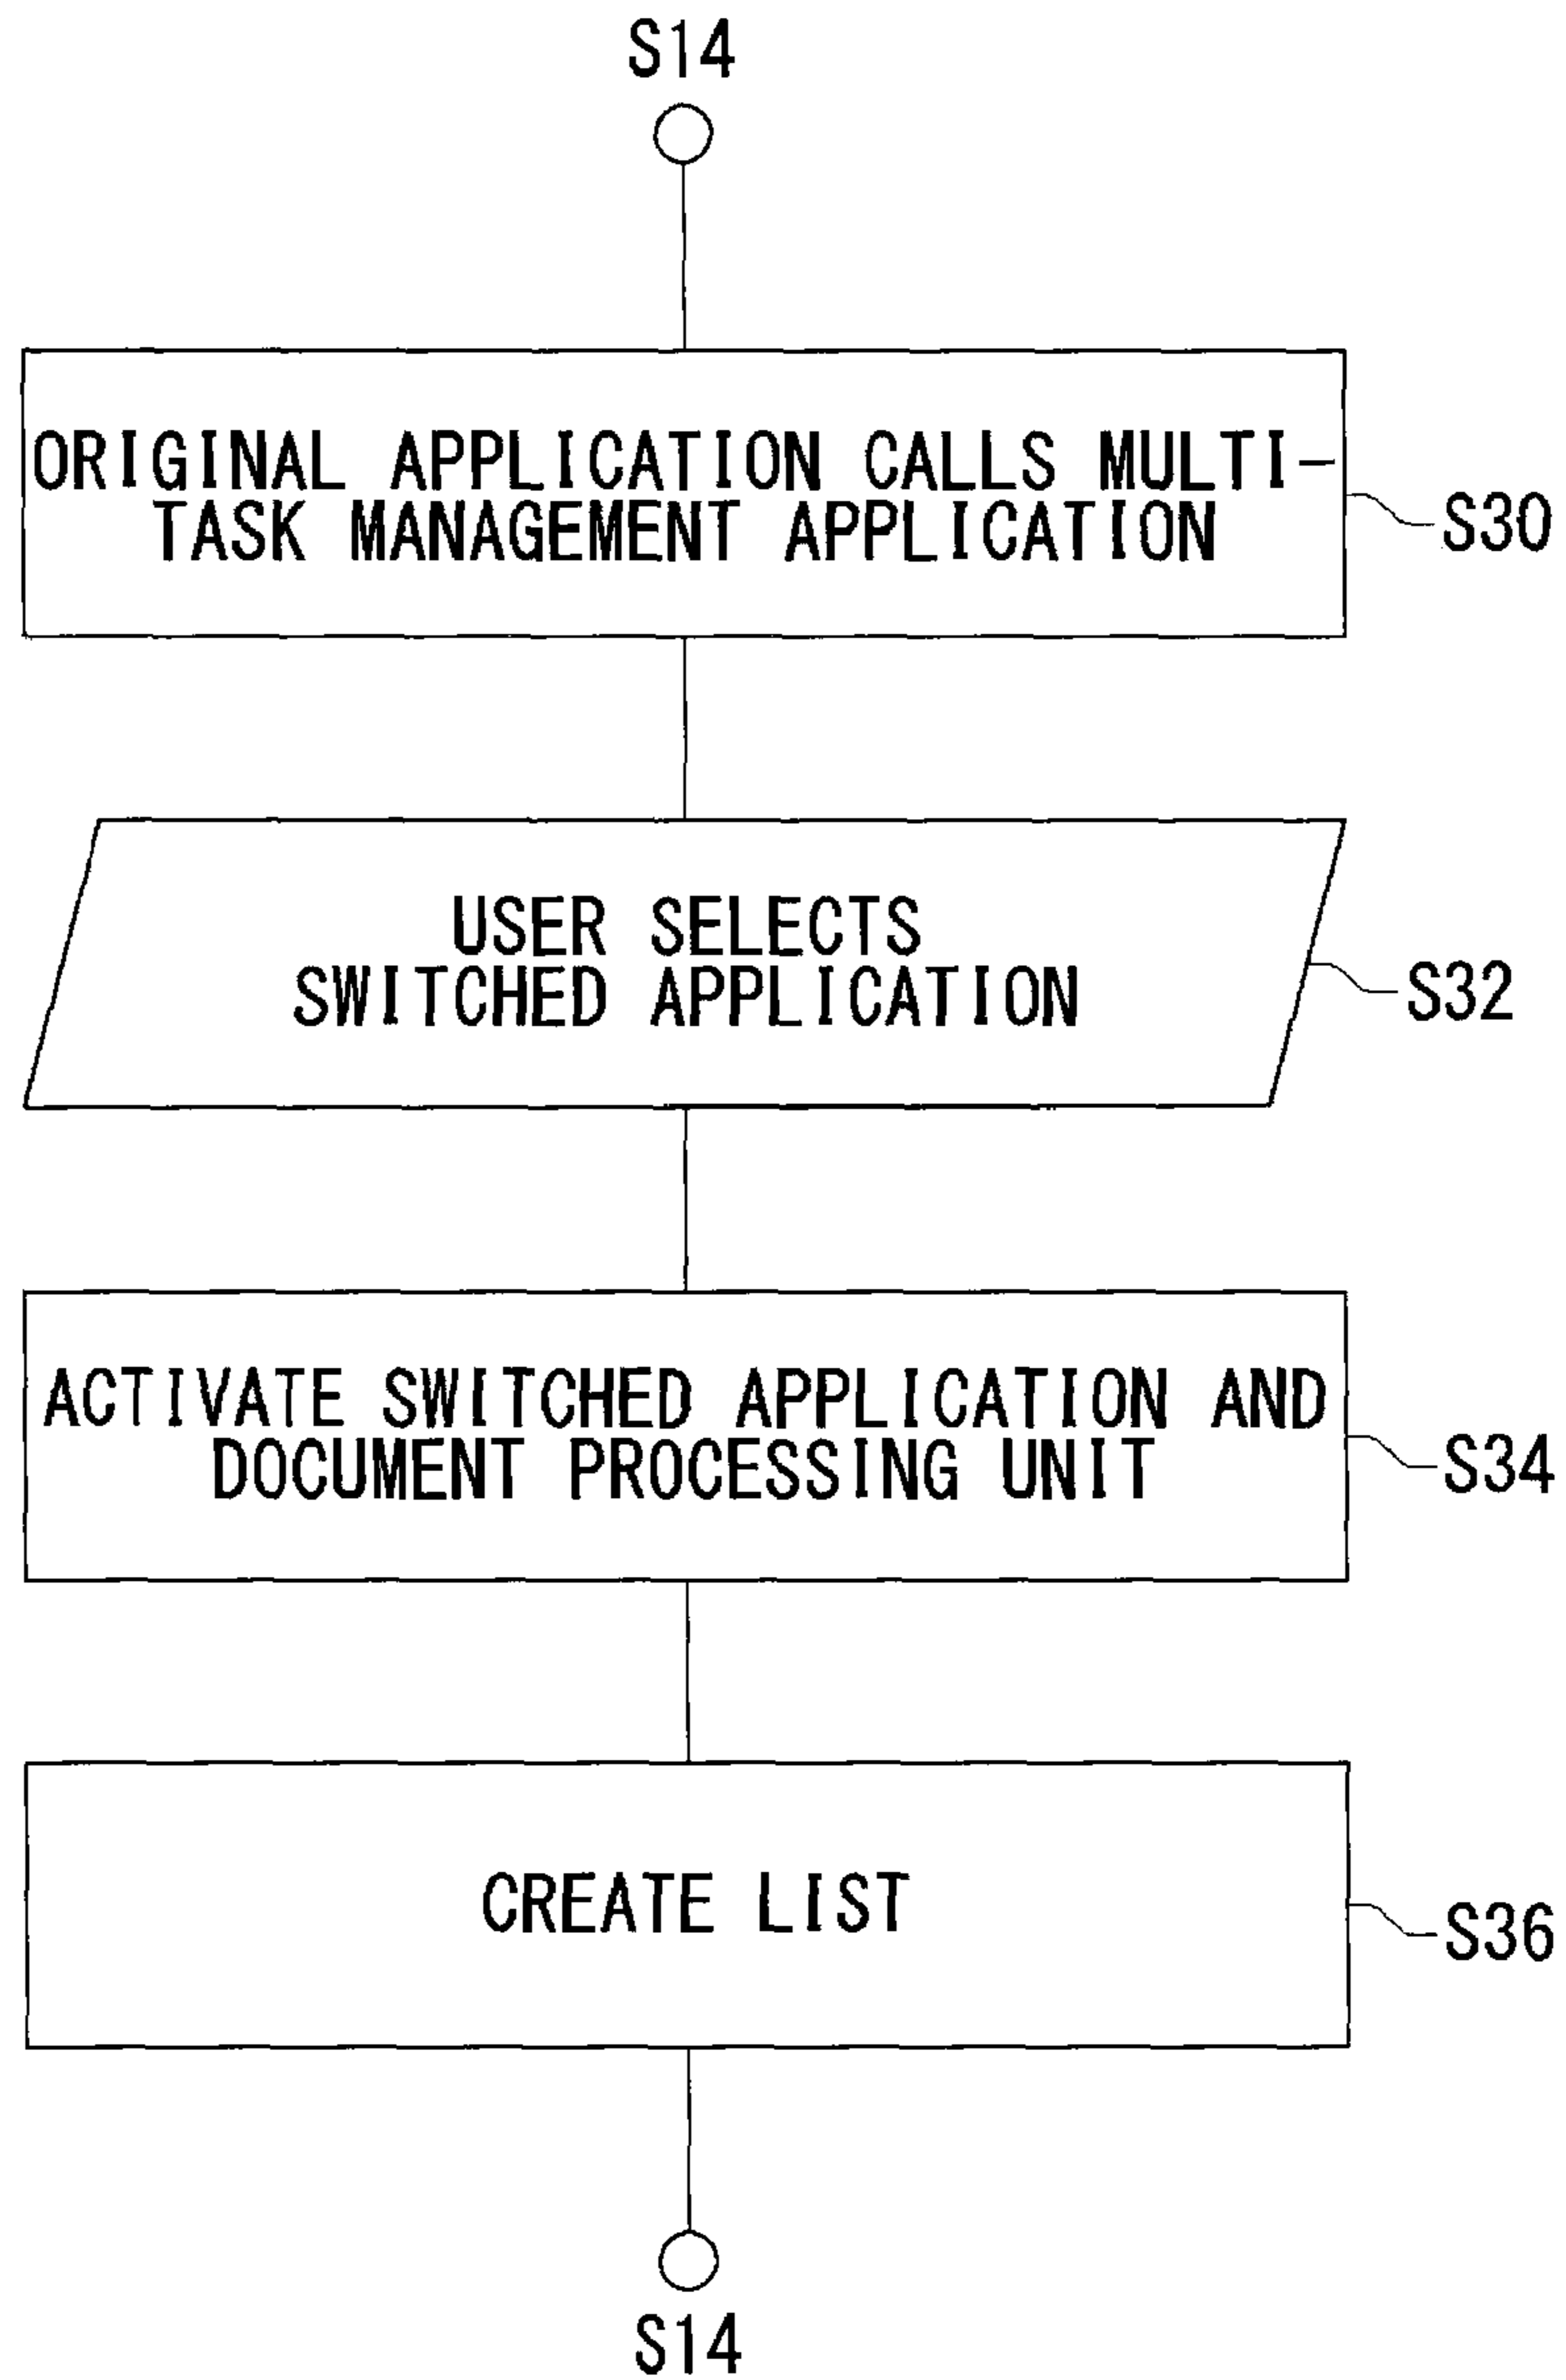 S14
ORIGINAL APPLICATION CALLS MULTI-
TASK MANAGEMENT APPLICATION
S30
USER SELECTS
SWITCHED APPLICATION
S32
ACTIVATE SWITCHED APPLICATION AND
DOCUMENT PROCESSING UNIT
S34
CREATE LIST
S36
S14